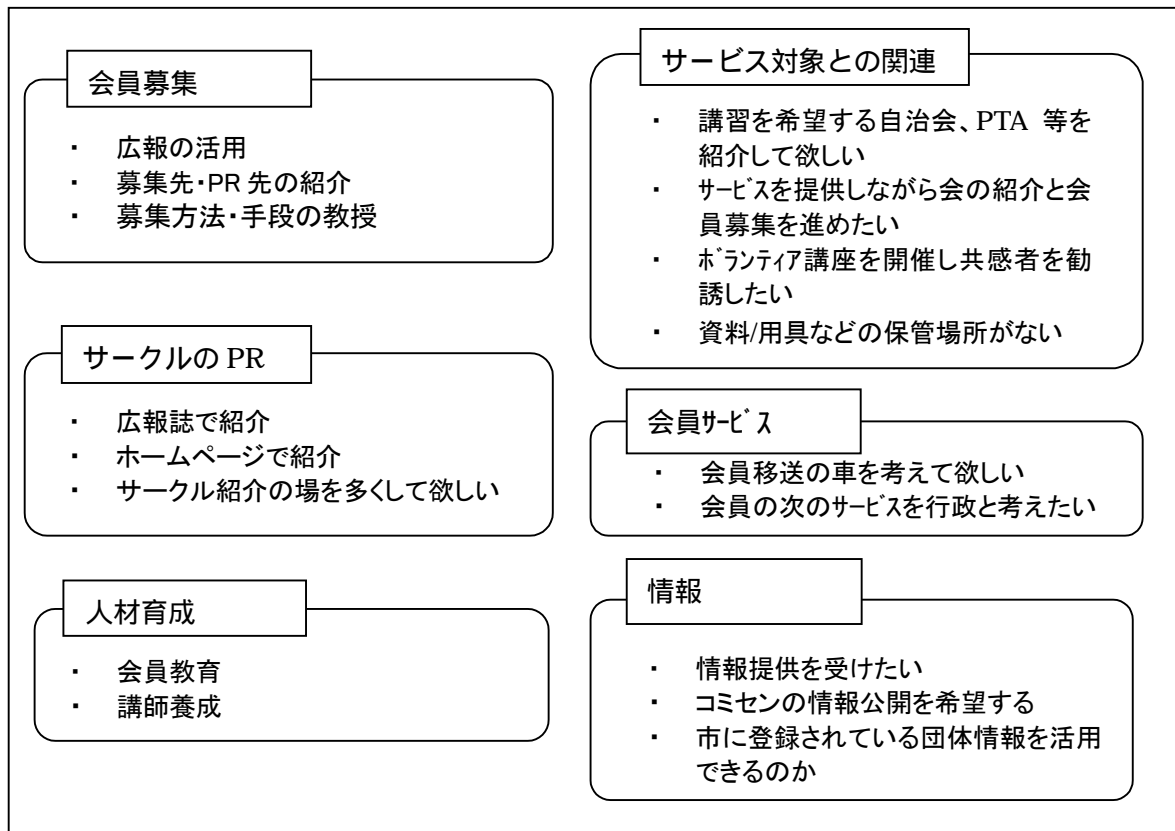 会員募集
・ 広報の活用
・ 募集先・PR先の紹介
・ 募集方法・手段の教授
サークルの PR
・ 広報誌で紹介
・ ホームページで紹介
・ サークル紹介の場を多くして欲しい
人材育成
・ 会員教育
・ 講師養成
サービス対象との関連
・ 講習を希望する自治会、PTA 等を
紹介して欲しい
・ ｻｰﾋﾞｽを提供しながら会の紹介と会
員募集を進めたい
・ ﾎﾞﾗﾝﾃｨｱ講座を開催し共感者を勧
誘したい
・ 資料/用具などの保管場所がない
会員ｻｰﾋﾞｽ
・ 会員移送の車を考えて欲しい
・ 会員の次のｻｰﾋﾞｽを行政と考えたい
情報
・ 情報提供を受けたい
・ コミセンの情報公開を希望する
・ 市に登録されている団体情報を活用
できるのか